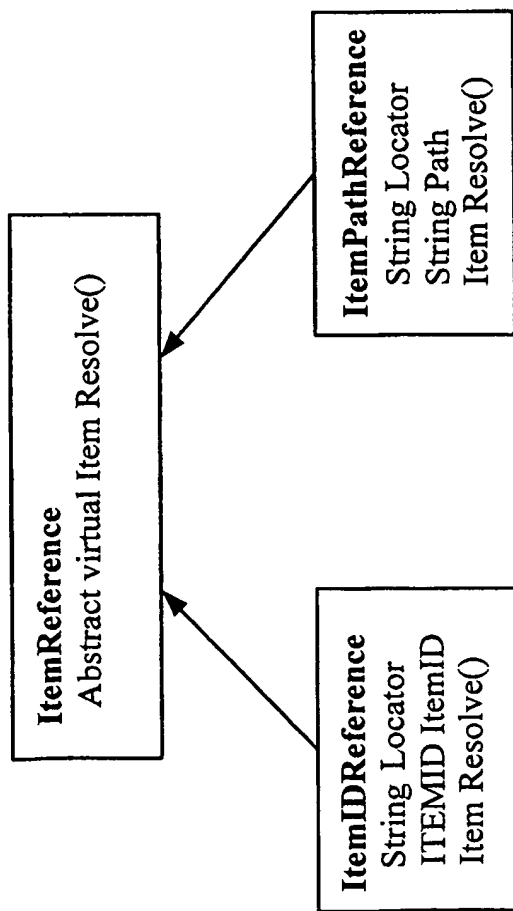 ItemReference
Abstract virtual Item Resolve()
ItemIDReference
String Locator
ITEMID ItemID
Item Resolve()
ItemPathReference
String Locator
String Path
Item Resolve()